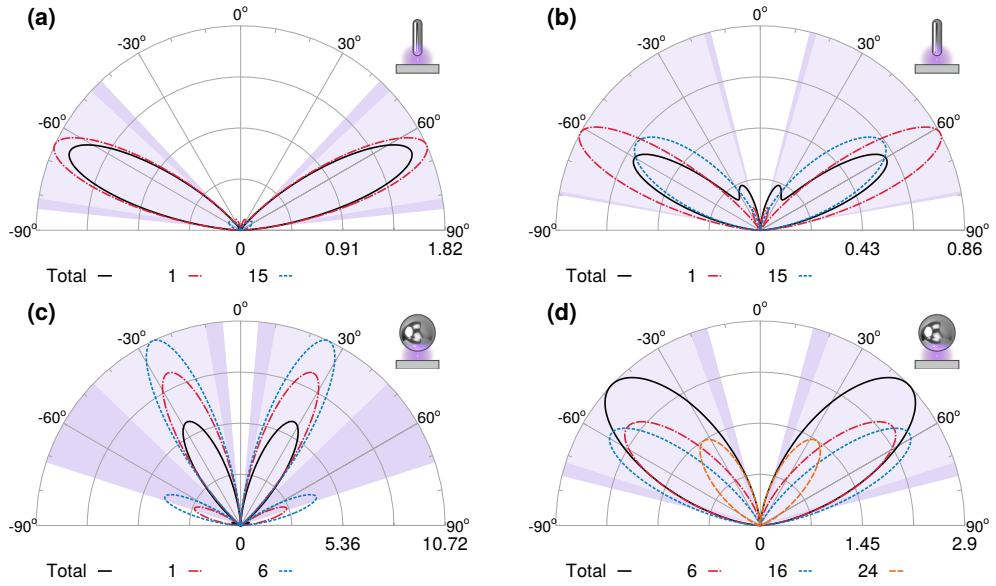 (a) 0° (b) 0°
-30° 30° -30° 30°
-60° 60° -60° 60°
-90° 90° -90° 90°
0 0.91 1.82 0 0.43 0.86
Total 1 15 Total 1 15
(c) 0° (d) 0°
-30° 30° -30° 30°
-60° 60° -60° 60°
-90° 90° -90° 90°
0 5.36 10.72 0 1.45 2.9
Total 1 6 Total 6 16 24